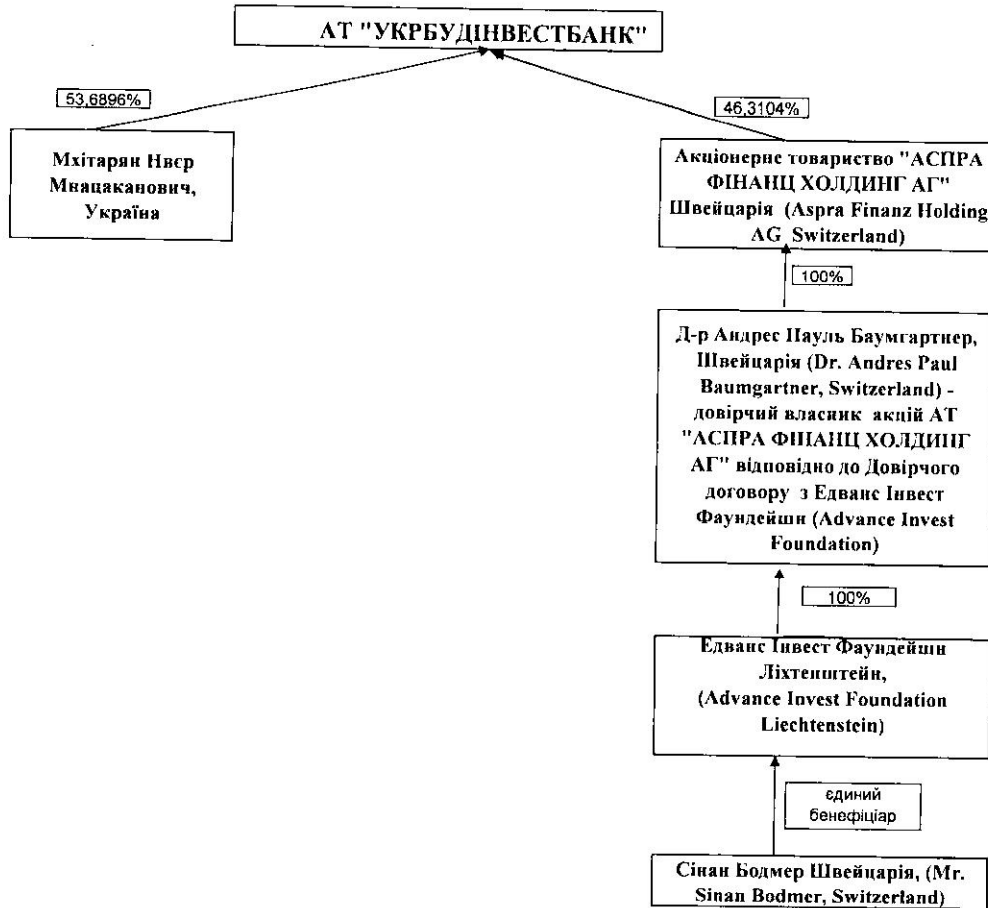 АТ "УКРБУДІНВЕСТБАНК"
53,6896%
46,3104%
Мхітарян Нвєр
Мнацаканович,
Україна
Акціонерне товариство "АСПРА
ФІНАНЦ ХОЛДИНГ АГ"
Швейцарія (Aspra Finanz Holding
AG Switzerland)
100%
Д-р Андрес Пауль Баумгартнер,
Швейцарія (Dr. Andres Paul
Baumgartner, Switzerland) -
довірчий власник акцій АТ
"АСПРА ФІНАНЦ ХОЛДИНГ
АГ" відповідно до Довірчого
договору з Едванс Інвест
Фаундейшн (Advance Invest
Foundation)
100%
Едванс Інвест Фаундейшн
Ліхтенштейн,
(Advance Invest Foundation
Liechtenstein)
єдиний
бенефіціар
Сінан Бодмер Швейцарія, (Mr.
Sinan Bodmer, Switzerland)